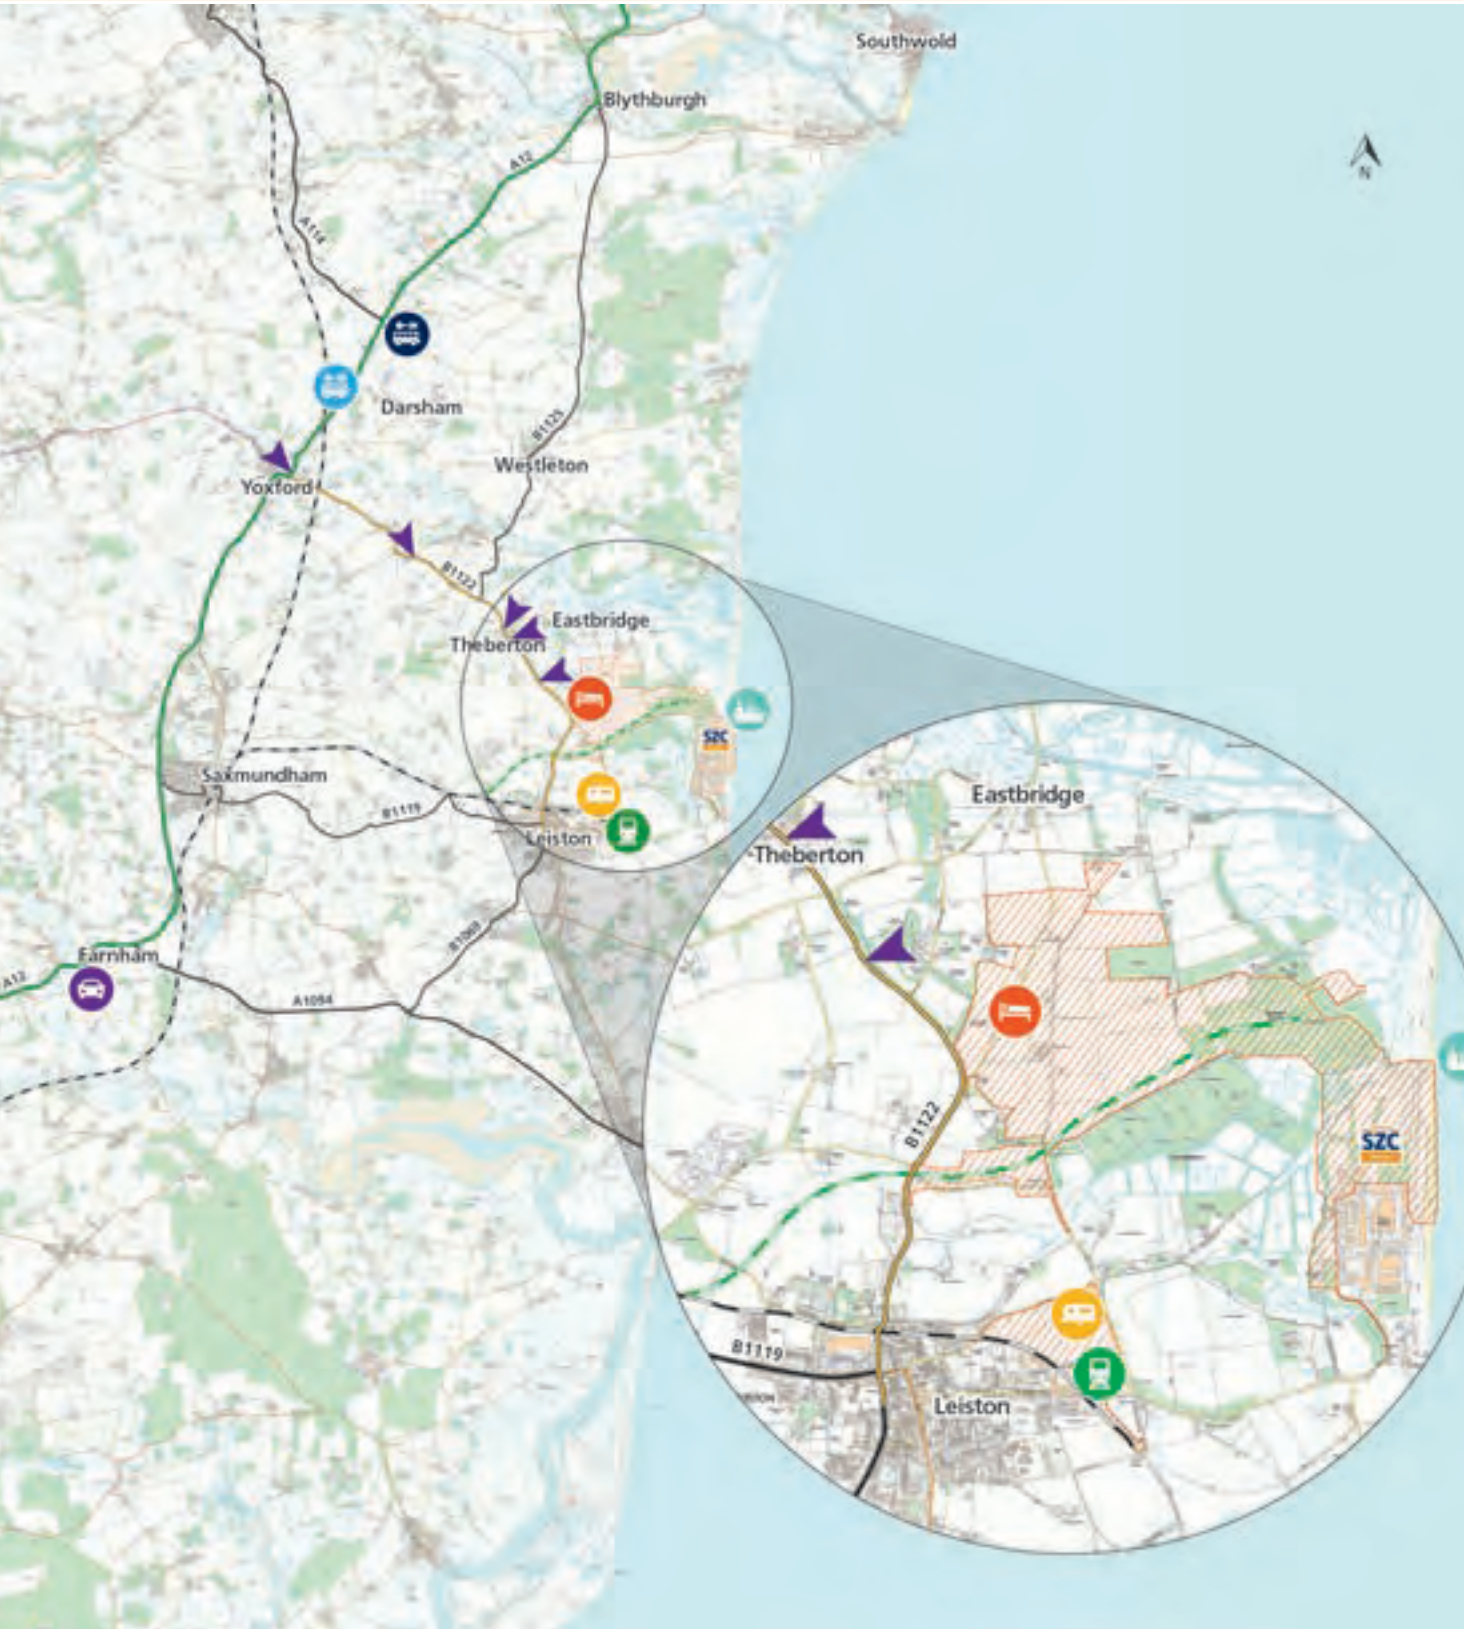 Southwold
Blythburgh
A12
N
A114
Darsham
B1125
Westleton
Yoxford
B1122
Eastbridge
Theberton
SZC
Saxmundham
B1119
Leiston
Eastbridge
Theberton
B1069
Farnham
A12
A1094
B1122
SZC
B1119
Leiston